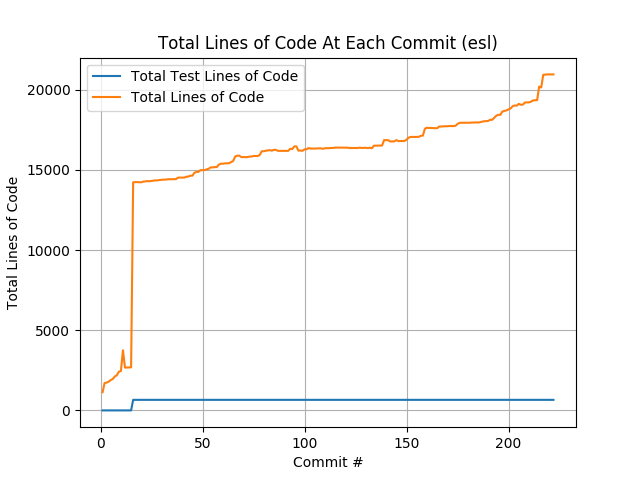 Total Lines of Code At Each Commit (esl)
Total Test Lines of Code
Total Lines of Code
Total Lines of Code
20000
15000
10000
5000
0
0 50 100 150 200
Commit #